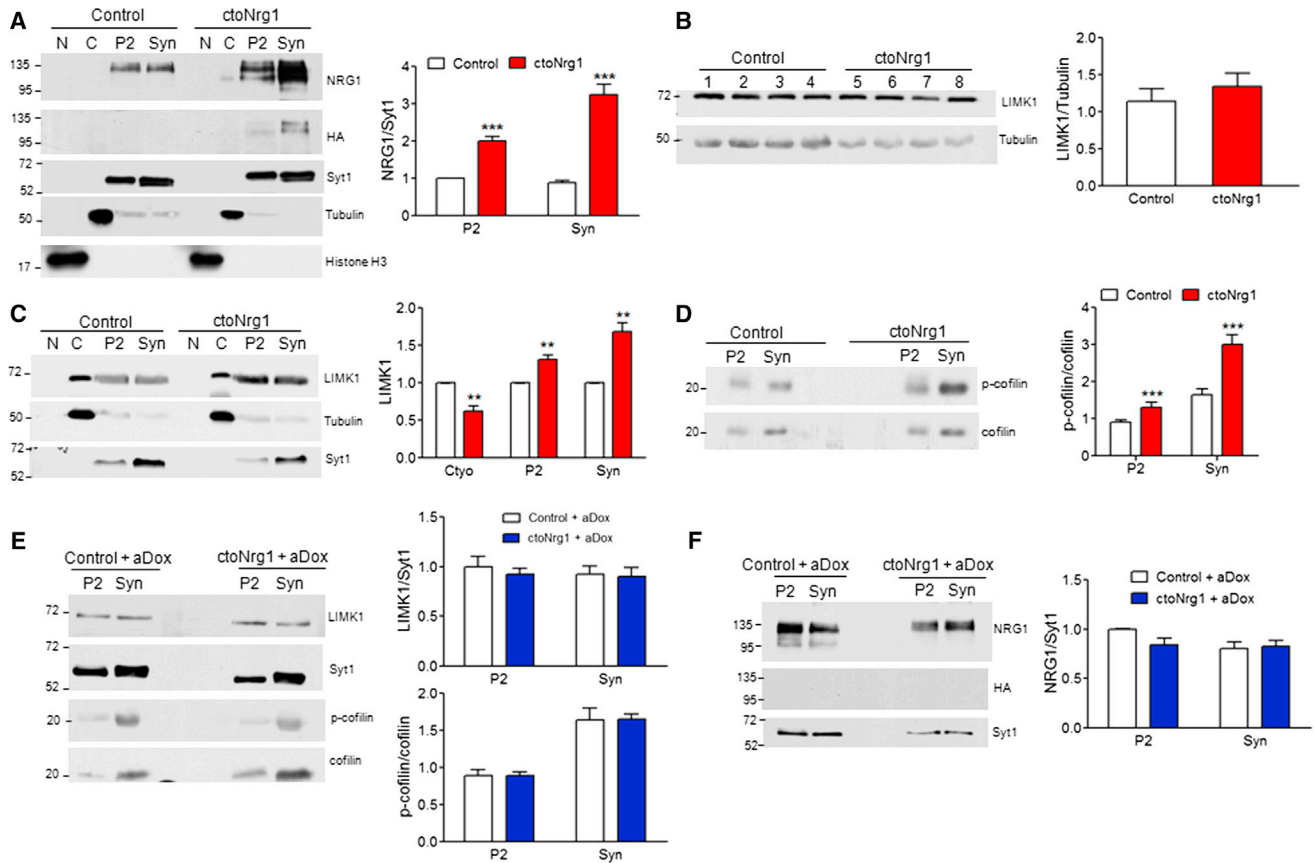 A
Control ctoNrg1
N C P2 Syn N C P2 Syn
135
95
NRG1
135
95
HA
72
52
Syt1
50
Tubulin
17
Histone H3
Control ctoNrg1
NRG1/Syt1
4
3
2
1
0
***
***
P2 Syn
B
Control ctoNrg1
1 2 3 4 5 6 7 8
72
LIMK1
50
Tubulin
LIMK1/Tubulin
2.0
1.5
1.0
0.5
0.0
Control ctoNrg1
C
Control ctoNrg1
N C P2 Syn N C P2 Syn
72
LIMK1
50
Tubulin
72
52
Syt1
LIMK1
2.0
1.5
1.0
0.5
0.0
**
**
**
Ctyo P2 Syn
D
Control ctoNrg1
P2 Syn P2 Syn
20
p-cofilin
20
cofilin
Control ctoNrg1
p-cofilin/cofilin
4
3
2
1
0
***
***
P2 Syn
E
Control + aDox ctoNrg1 + aDox
P2 Syn P2 Syn
72
LIMK1
52
Syt1
20
p-cofilin
20
cofilin
Control + aDox
ctoNrg1 + aDox
LIMK1/Syt1
1.5
1.0
0.5
0.0
P2 Syn
p-cofilin/cofilin
2.0
1.5
1.0
0.5
0.0
P2 Syn
F
Control + aDox ctoNrg1 + aDox
P2 Syn P2 Syn
135
95
NRG1
135
95
HA
72
52
Syt1
Control + aDox
ctoNrg1 + aDox
NRG1/Syt1
1.5
1.0
0.5
0.0
P2 Syn